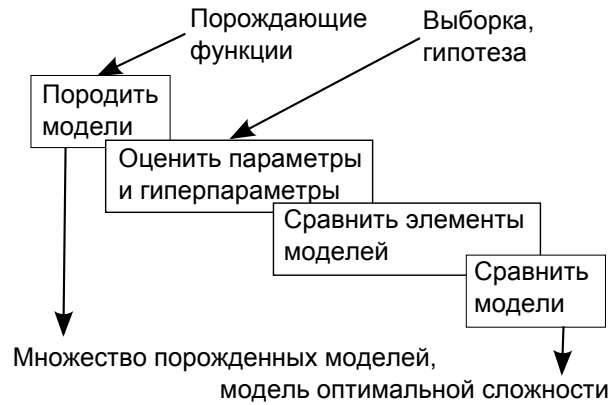 Порождающие
функции
Выборка,
гипотеза
Породить
модели
Оценить параметры
и гиперпараметры
Сравнить элементы
моделей
Сравнить
модели
Множество порожденных моделей,
модель оптимальной сложности